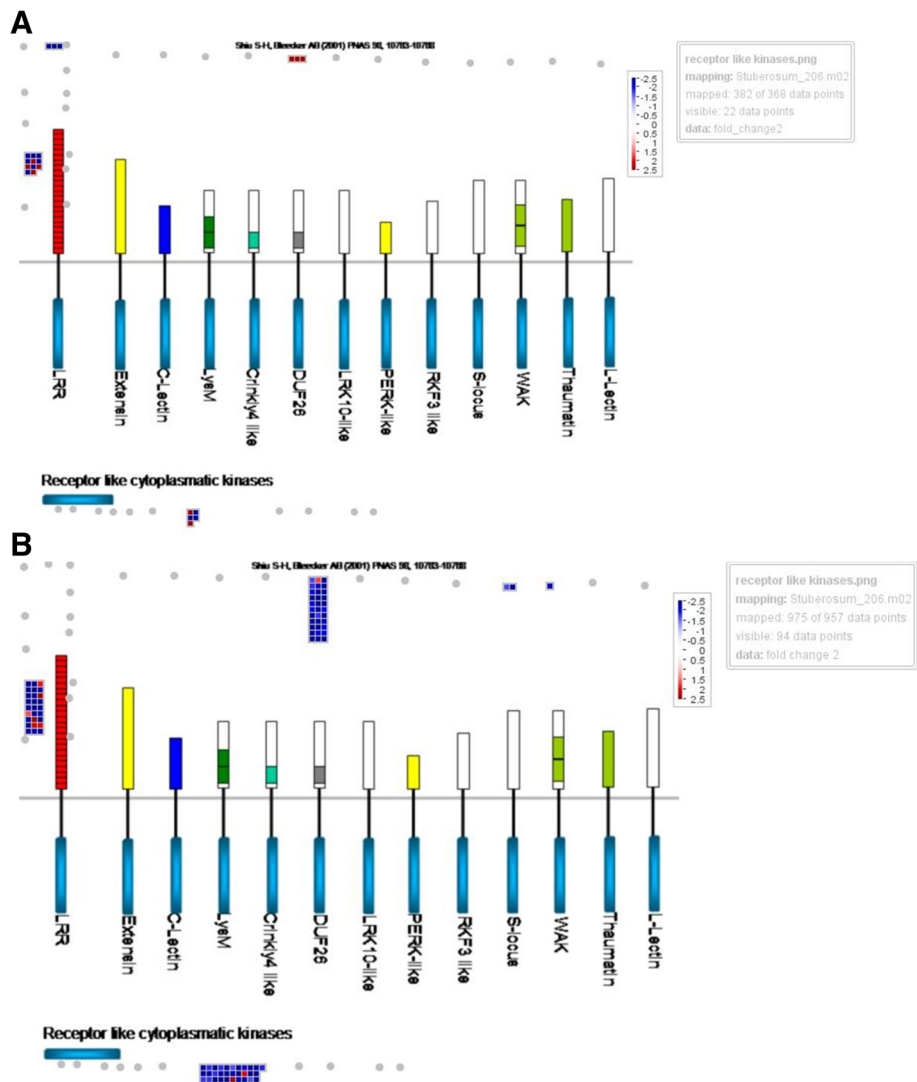 A
Shiu S-H, Bleecker AB (2001) PNAS 98, 10763-10768
receptor like kinases.png
mapping: Stuberosum_206.m02
mapped: 382 of 368 data points
visible: 22 data points
data: fold_change2
-2.5
-2
-1.5
-1
-0.5
0
0.5
1
1.5
2
2.5
LRR
Extensin
C-Lectin
LysM
Crinkly4 like
DUF26
LRK10-like
PERK-like
RKF3 like
S-locus
WAK
Thaumatin
L-Lectin
Receptor like cytoplasmatic kinases
B
Shiu S-H, Bleecker AB (2001) PNAS 98, 10763-10768
receptor like kinases.png
mapping: Stuberosum_206.m02
mapped: 975 of 957 data points
visible: 94 data points
data: fold change 2
-2.5
-2
-1.5
-1
-0.5
0
0.5
1
1.5
2
2.5
LRR
Extensin
C-Lectin
LysM
Crinkly4 like
DUF26
LRK10-like
PERK-like
RKF3 like
S-locus
WAK
Thaumatin
L-Lectin
Receptor like cytoplasmatic kinases